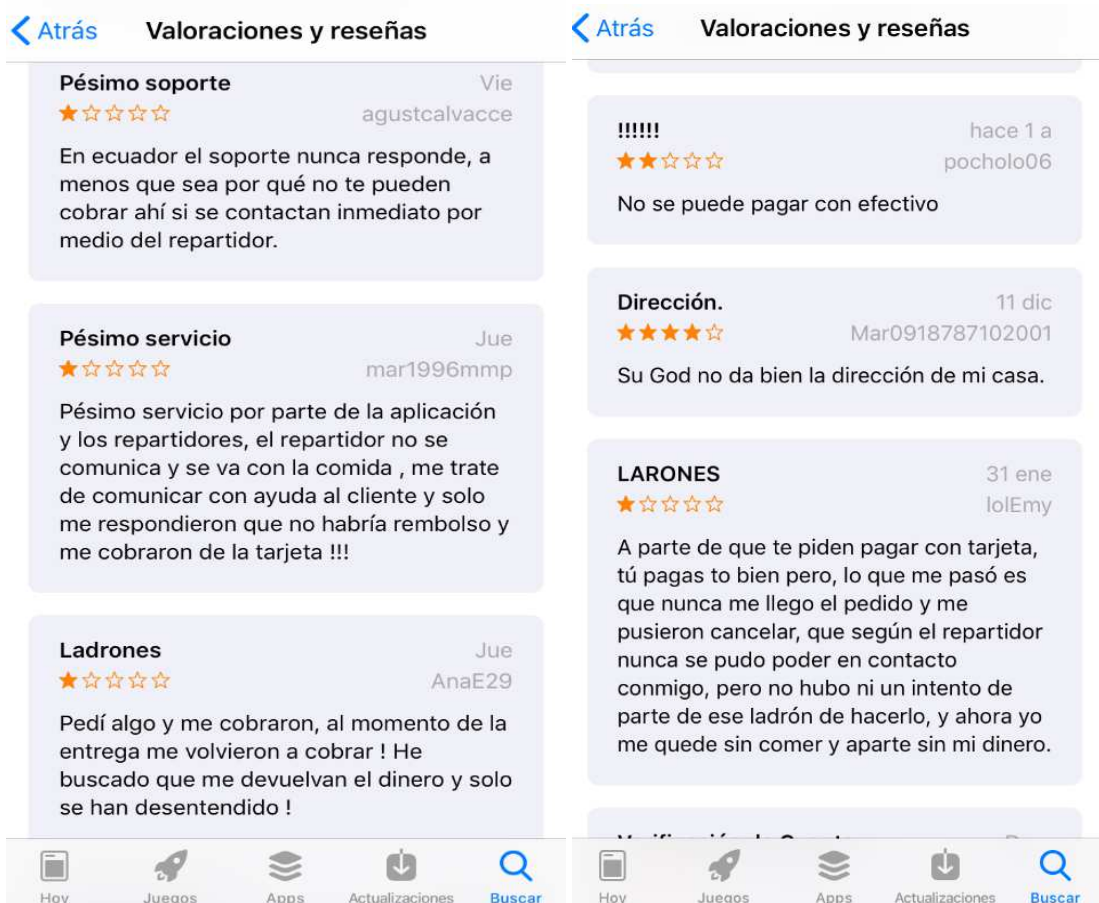 Atrás Valoraciones y reseñas
Pésimo soporte Vie
agustcalvacce
En ecuador el soporte nunca responde, a
menos que sea por qué no te pueden
cobrar ahí si se contactan inmediato por
medio del repartidor.
Pésimo servicio Jue
mar1996mmp
Pésimo servicio por parte de la aplicación
y los repartidores, el repartidor no se
comunica y se va con la comida , me trate
de comunicar con ayuda al cliente y solo
me respondieron que no habría rembolso y
me cobraron de la tarjeta !!!
Ladrones Jue
AnaE29
Pedí algo y me cobraron, al momento de la
entrega me volvieron a cobrar ! He
buscado que me devuelvan el dinero y solo
se han desentendido !
Hoy Juegos Apps Actualizaciones Buscar
Atrás Valoraciones y reseñas
!!!!!! hace 1 a
pocholo06
No se puede pagar con efectivo
Dirección. 11 dic
Mar0918787102001
Su God no da bien la dirección de mi casa.
LARONES 31 ene
lolEmy
A parte de que te piden pagar con tarjeta,
tú pagas to bien pero, lo que me pasó es
que nunca me llego el pedido y me
pusieron cancelar, que según el repartidor
nunca se pudo poder en contacto
conmigo, pero no hubo ni un intento de
parte de ese ladrón de hacerlo, y ahora yo
me quede sin comer y aparte sin mi dinero.
Hoy Juegos Apps Actualizaciones Buscar